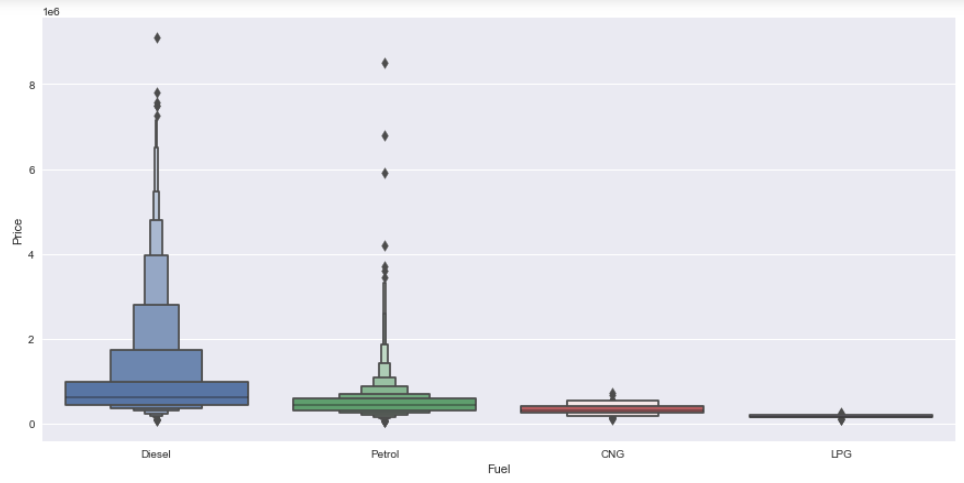 1e6
8
6
4
2
0
Price
Diesel
Petrol
CNG
LPG
Fuel